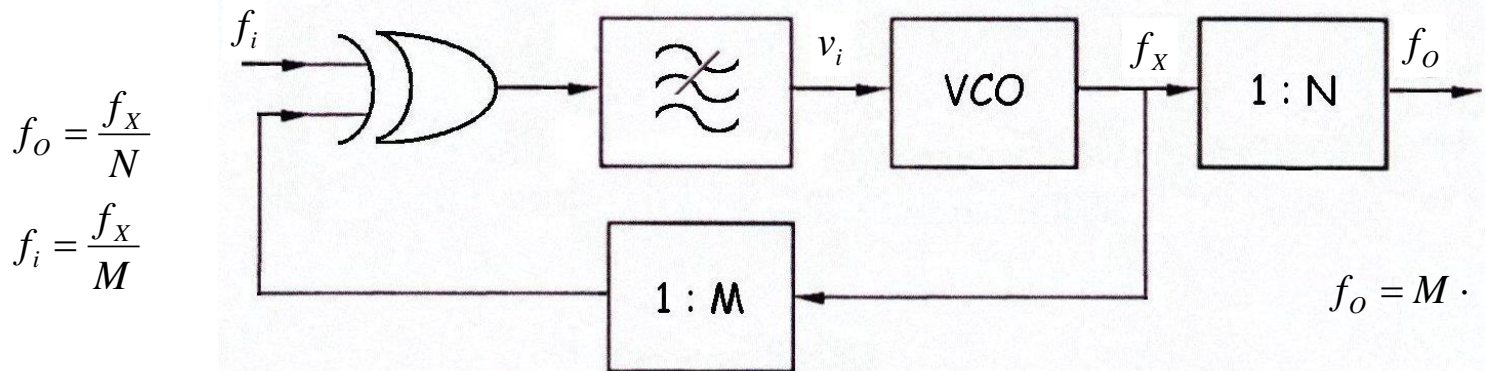 f_i
v_i
f_X
f_O
VCO
1 : N
f_O = f_X / N
f_i = f_X / M
1 : M
f_O = M ·